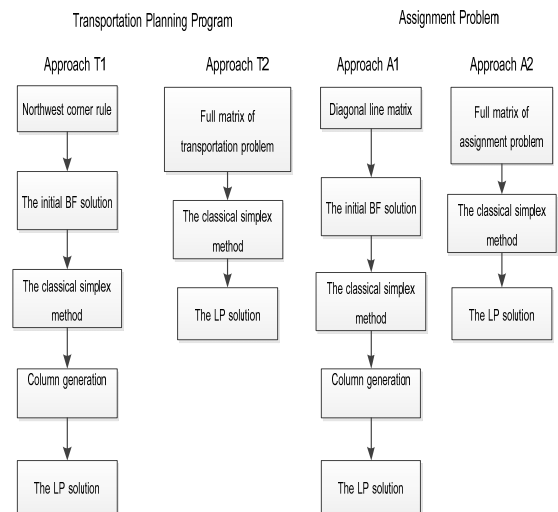 Transportation Planning Program
Assignment Problem
Approach T1
Approach T2
Approach A1
Approach A2
Northwest corner rule
The initial BF solution
The classical simplex
method
Column generation
The LP solution
Full matrix of
transportation problem
The classical simplex
method
The LP solution
Diagonal line matrix
The initial BF solution
The classical simplex
method
Column generation
The LP solution
Full matrix of
assignment problem
The classical simplex
method
The LP solution